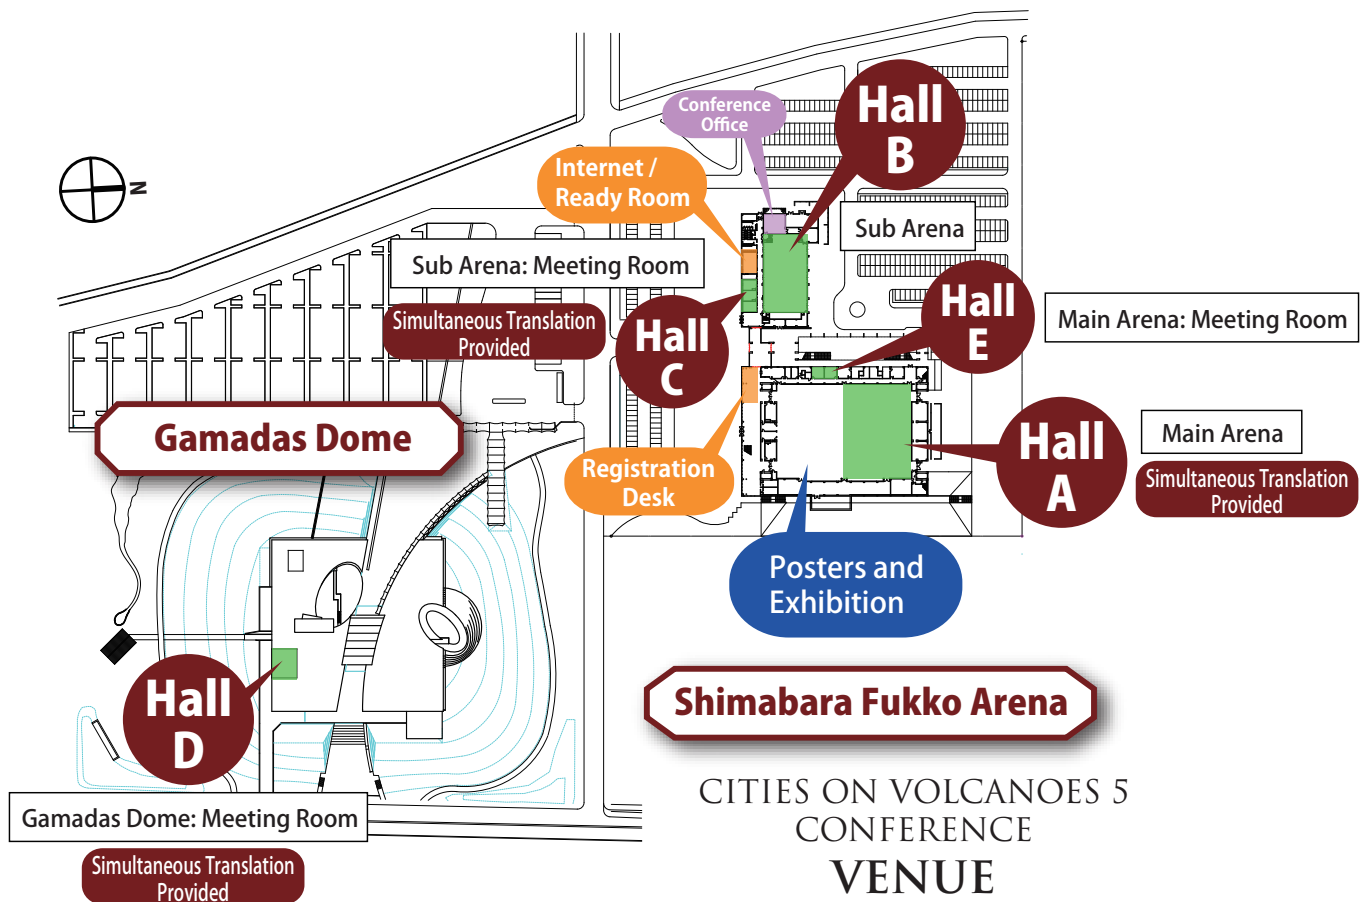 Conference
Office
Hall
B
Internet /
Ready Room
N
Sub Arena
Sub Arena: Meeting Room
Simultaneous Translation
Provided
Hall
C
Hall
E
Main Arena: Meeting Room
Gamadas Dome
Registration
Desk
Hall
A
Main Arena
Simultaneous Translation
Provided
Posters and
Exhibition
Hall
D
Shimabara Fukko Arena
Gamadas Dome: Meeting Room
Simultaneous Translation
Provided
CITIES ON VOLCANOES 5
CONFERENCE
VENUE